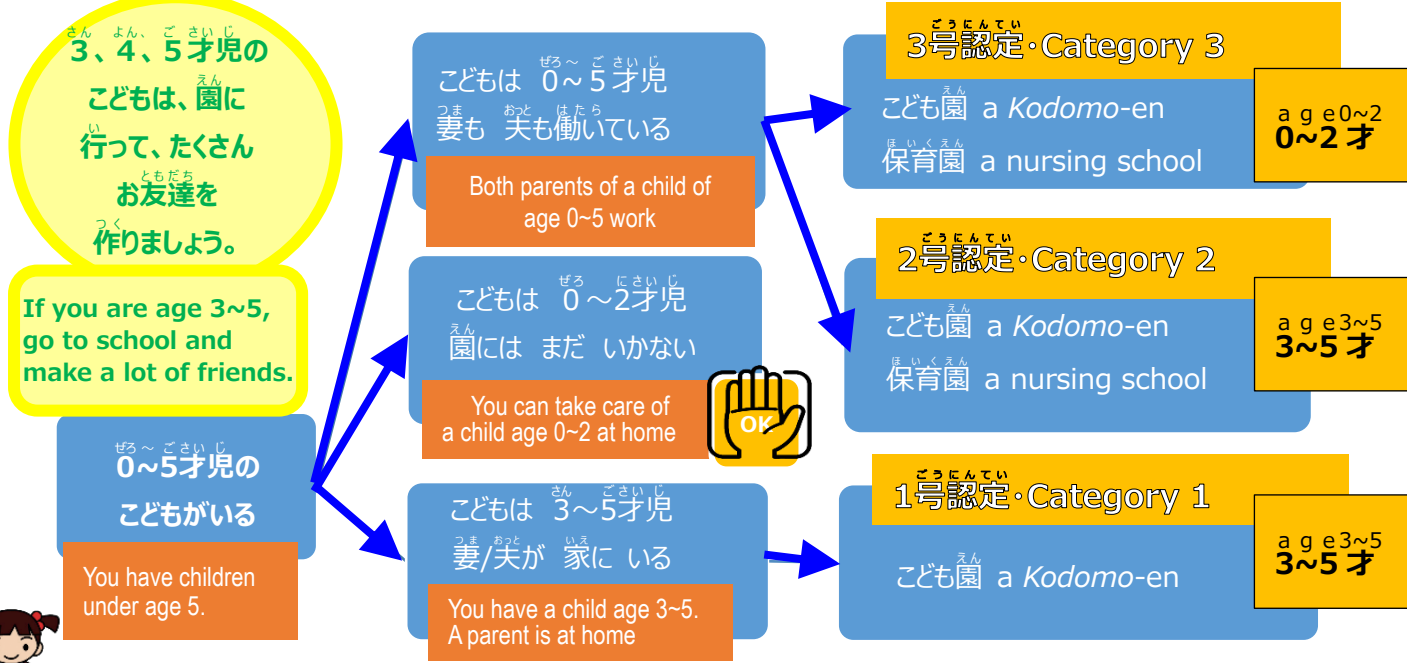 3、4、5才児の
こどもは、園に
行って、たくさん
お友達を
作りましょう。
If you are age 3~5,
go to school and
make a lot of friends.
0~5才児の
こどもがいる
You have children
under age 5.
こどもは 0~5才児
妻も 夫も働いている
Both parents of a child of
age 0~5 work
こどもは 0～2才児
園には まだ いかない
You can take care of
a child age 0~2 at home
OK
こどもは 3～5才児
妻/夫が 家に いる
You have a child age 3~5.
A parent is at home
3号認定・Category 3
こども園 a Kodomo-en
保育園 a nursing school
age0~2
0~2才
2号認定・Category 2
こども園 a Kodomo-en
保育園 a nursing school
age3~5
3~5才
1号認定・Category 1
こども園 a Kodomo-en
age3~5
3~5才